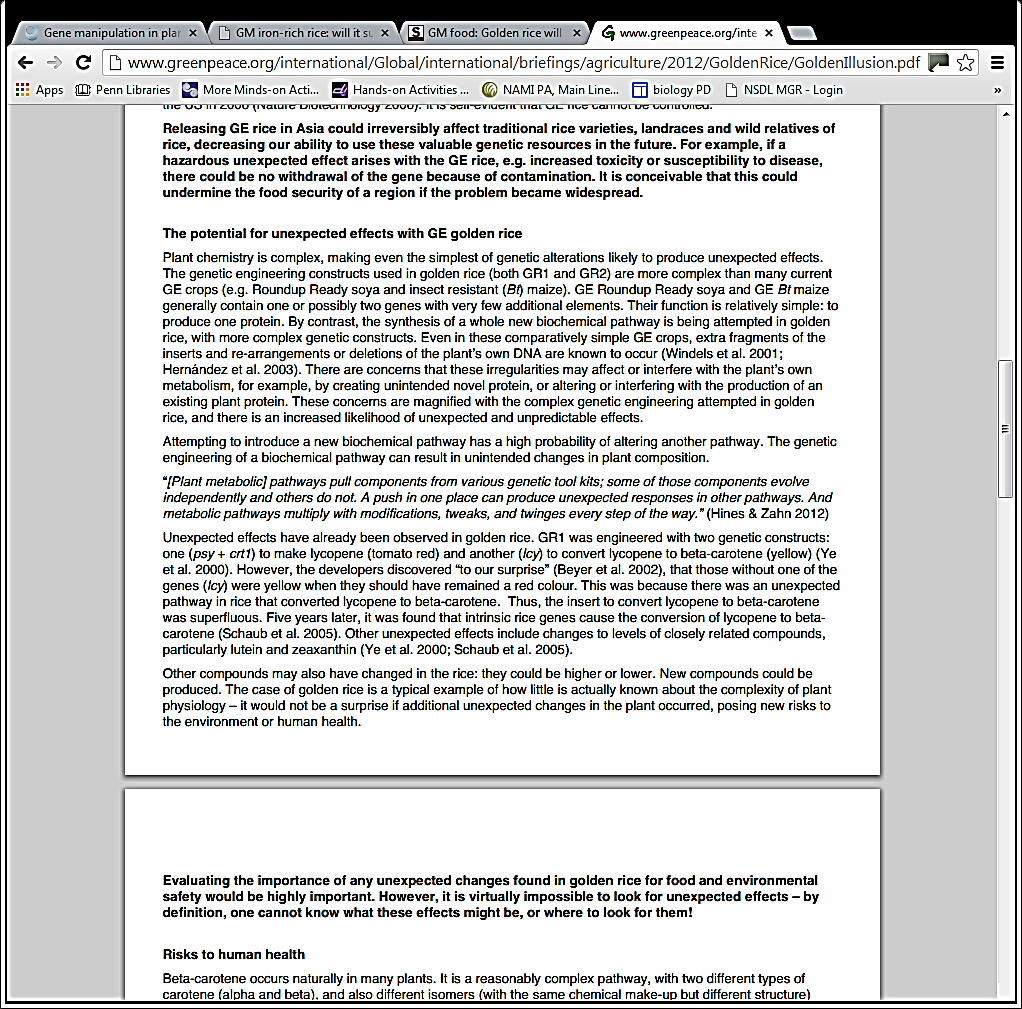 Gene manipulation in plan
GM iron-rich rice: will it su
GM food: Golden rice will
www.greenpeace.org/inte
www.greenpeace.org/international/Global/international/briefings/agriculture/2012/GoldenRice/GoldenIllusion.pdf
Apps Penn Libraries More Minds-on Acti... Hands-on Activities ... NAMI PA, Main Line... biology PD NSDL MGR - Login »
the US in 2006 (Nature Biotechnology 2006). It is self-evident that GE rice cannot be controlled.
Releasing GE rice in Asia could irreversibly affect traditional rice varieties, landraces and wild relatives of
rice, decreasing our ability to use these valuable genetic resources in the future. For example, if a
hazardous unexpected effect arises with the GE rice, e.g. increased toxicity or susceptibility to disease,
there could be no withdrawal of the gene because of contamination. It is conceivable that this could
undermine the food security of a region if the problem became widespread.
The potential for unexpected effects with GE golden rice
Plant chemistry is complex, making even the simplest of genetic alterations likely to produce unexpected effects.
The genetic engineering constructs used in golden rice (both GR1 and GR2) are more complex than many current
GE crops (e.g. Roundup Ready soya and insect resistant (Bt) maize). GE Roundup Ready soya and GE Bt maize
generally contain one or possibly two genes with very few additional elements. Their function is relatively simple: to
produce one protein. By contrast, the synthesis of a whole new biochemical pathway is being attempted in golden
rice, with more complex genetic constructs. Even in these comparatively simple GE crops, extra fragments of the
inserts and re-arrangements or deletions of the plant's own DNA are known to occur (Windels et al. 2001;
Hernández et al. 2003). There are concerns that these irregularities may affect or interfere with the plant's own
metabolism, for example, by creating unintended novel protein, or altering or interfering with the production of an
existing plant protein. These concerns are magnified with the complex genetic engineering attempted in golden
rice, and there is an increased likelihood of unexpected and unpredictable effects.
Attempting to introduce a new biochemical pathway has a high probability of altering another pathway. The genetic
engineering of a biochemical pathway can result in unintended changes in plant composition.
"[Plant metabolic] pathways pull components from various genetic tool kits; some of those components evolve
independently and others do not. A push in one place can produce unexpected responses in other pathways. And
metabolic pathways multiply with modifications, tweaks, and twinges every step of the way." (Hines & Zahn 2012)
Unexpected effects have already been observed in golden rice. GR1 was engineered with two genetic constructs:
one (psy + crt1) to make lycopene (tomato red) and another (lcy) to convert lycopene to beta-carotene (yellow) (Ye
et al. 2000). However, the developers discovered "to our surprise" (Beyer et al. 2002), that those without one of the
genes (lcy) were yellow when they should have remained a red colour. This was because there was an unexpected
pathway in rice that converted lycopene to beta-carotene. Thus, the insert to convert lycopene to beta-carotene
was superfluous. Five years later, it was found that intrinsic rice genes cause the conversion of lycopene to beta-
carotene (Schaub et al. 2005). Other unexpected effects include changes to levels of closely related compounds,
particularly lutein and zeaxanthin (Ye et al. 2000; Schaub et al. 2005).
Other compounds may also have changed in the rice: they could be higher or lower. New compounds could be
produced. The case of golden rice is a typical example of how little is actually known about the complexity of plant
physiology – it would not be a surprise if additional unexpected changes in the plant occurred, posing new risks to
the environment or human health.
Evaluating the importance of any unexpected changes found in golden rice for food and environmental
safety would be highly important. However, it is virtually impossible to look for unexpected effects – by
definition, one cannot know what these effects might be, or where to look for them!
Risks to human health
Beta-carotene occurs naturally in many plants. It is a reasonably complex pathway, with two different types of
carotene (alpha and beta), and also different isomers (with the same chemical make-up but different structure)